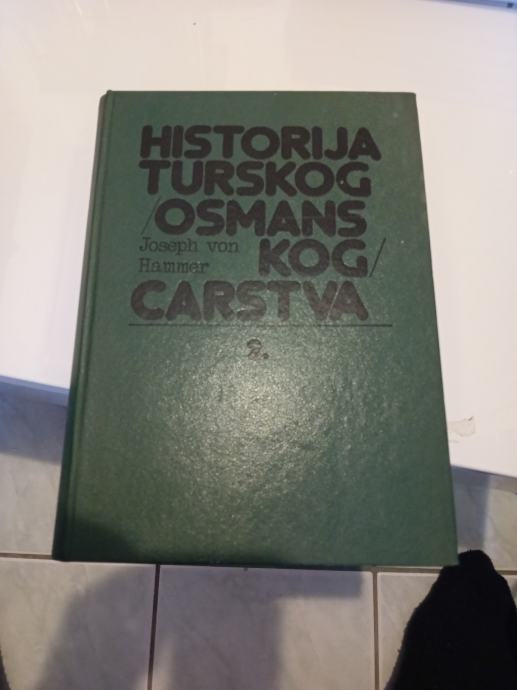 HISTORIJA
TURSKOG
/OSMANS
KOG/
Joseph von
Hammer
CARSTVA
2.